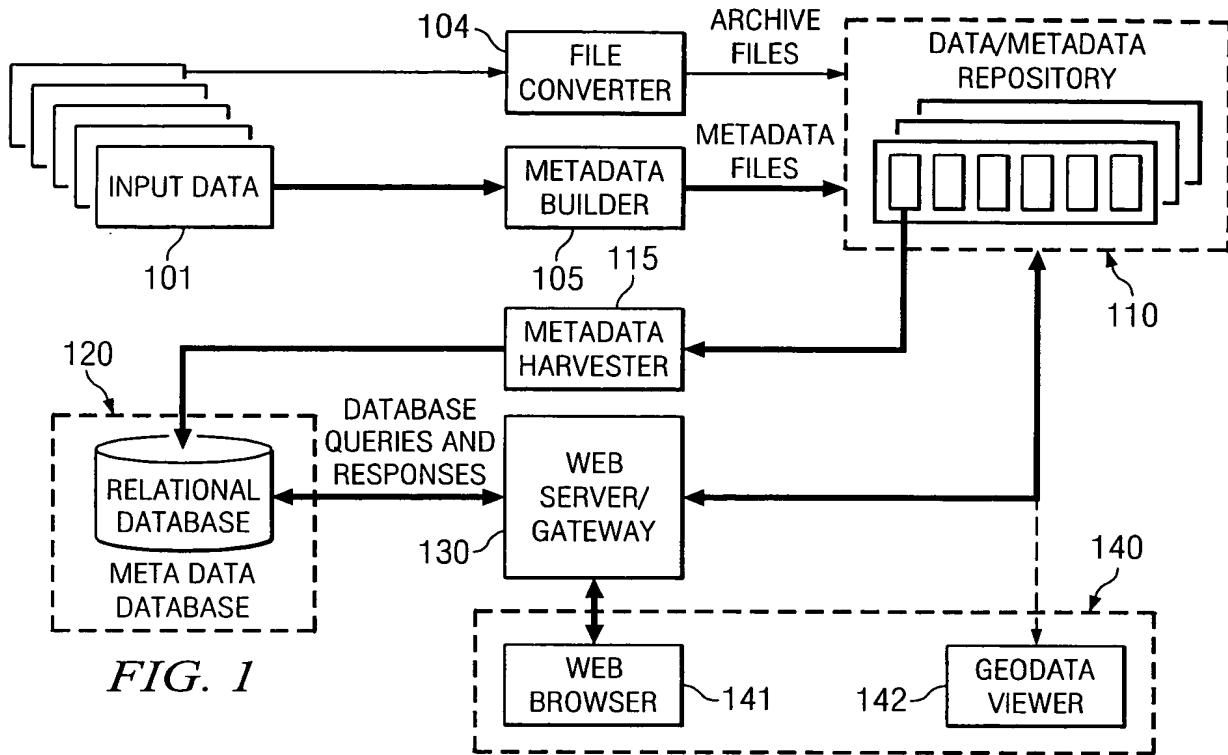 104
FILE
CONVERTER
ARCHIVE
FILES
DATA/METADATA
REPOSITORY
INPUT DATA
101
METADATA
BUILDER
105
METADATA
FILES
110
115
METADATA
HARVESTER
120
RELATIONAL
DATABASE
META DATA
DATABASE
DATABASE
QUERIES AND
RESPONSES
WEB
SERVER/
GATEWAY
130
140
WEB
BROWSER
141
142
GEODATA
VIEWER
FIG. 1